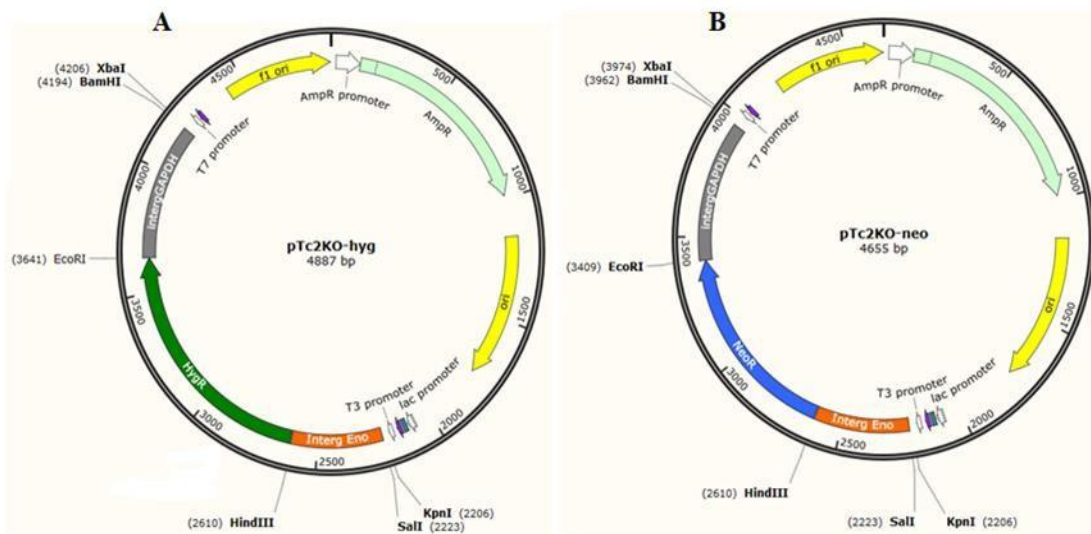 A
(4206) XbaI
(4194) BamHI
4500
f1 ori
AmpR promoter
500
AmpR
T7 promoter
4000
intergGAPDH
1000
pTc2KO-hyg
4887 bp
(3641) EcoRI
ori
1500
3500
HygR
T3 promoter
lac promoter
3000
Interg Eno
2000
2500
(2610) HindIII
KpnI (2206)
SalI (2223)
B
(3974) XbaI
(3962) BamHI
4500
f1 ori
AmpR promoter
500
AmpR
4000
T7 promoter
intergGAPDH
1000
3500
pTc2KO-neo
4655 bp
(3409) EcoRI
ori
1500
NeoR
3000
T3 promoter
lac promoter
Interg Eno
2000
2500
(2610) HindIII
(2223) SalI
KpnI (2206)